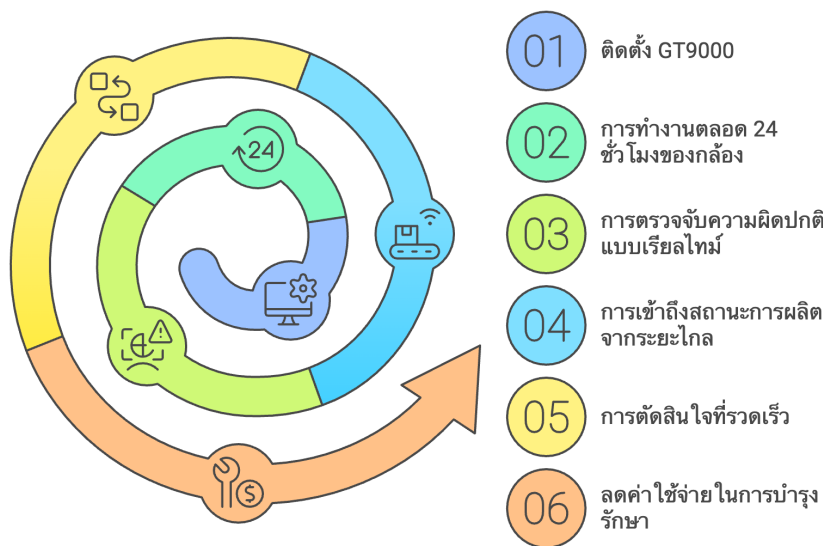 24
01
ติดตั้ง GT9000
02
การทำงานตลอด 24
ชั่วโมงของกล้อง
03
การตรวจจับความผิดปกติ
แบบเรียลไทม์
04
การเข้าถึงสถานะการผลิต
จากระยะไกล
05
การตัดสินใจที่รวดเร็ว
06
ลดค่าใช้จ่ายในการบำรุง
รักษา
$